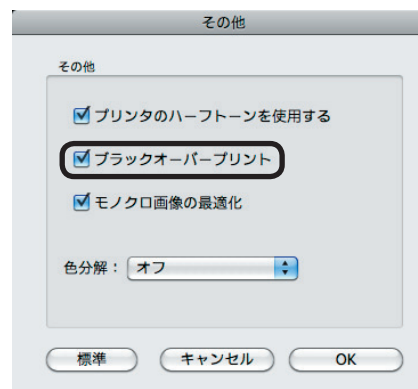 その他
その他
プリンタのハーフトーンを使用する
ブラックオーバープリント
モノクロ画像の最適化
色分解： オフ
標準 キャンセル OK